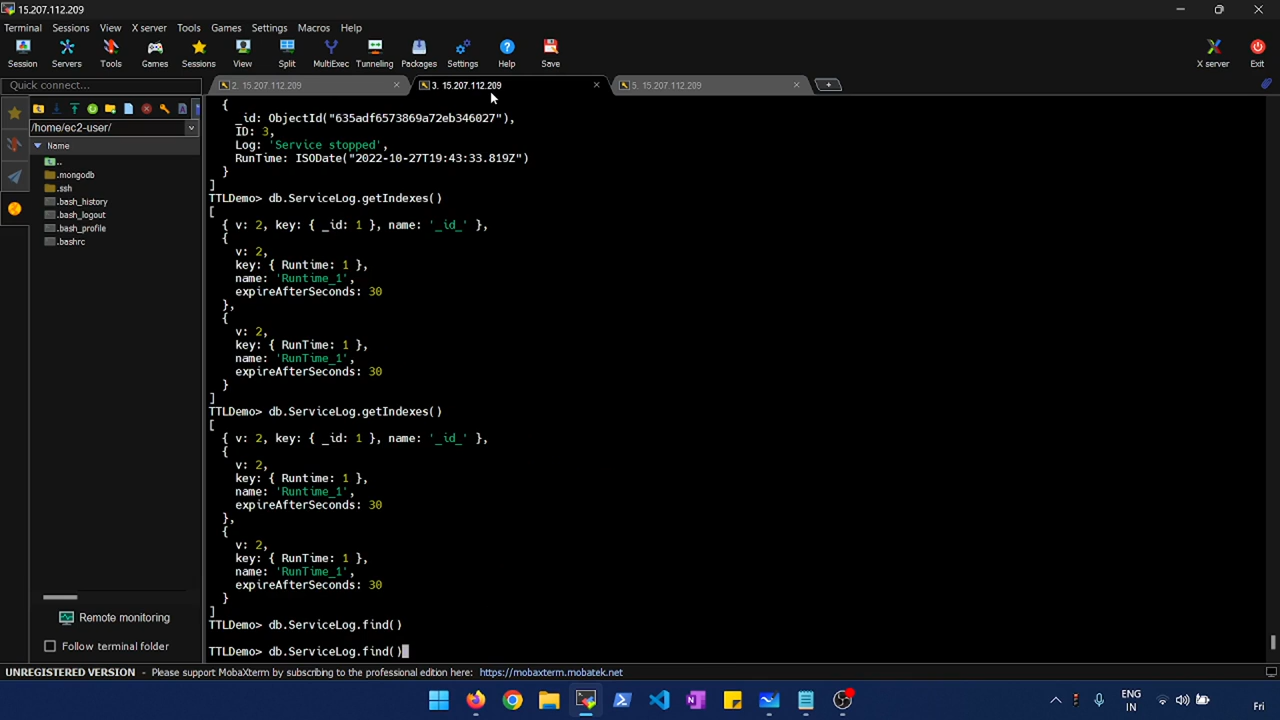 15.207.112.209
Terminal Sessions View X server Tools Games Settings Macros Help
Session Servers Tools Games Sessions View Split MultiExec Tunneling Packages Settings Help Save X server Exit
Quick connect...
2. 15.207.112.209
3. 15.207.112.209
5. 15.207.112.209
/home/ec2-user/
Name
..
.mongodb
.ssh
.bash_history
.bash_logout
.bash_profile
.bashrc
Remote monitoring
Follow terminal folder
{
_id: ObjectId("635adf6573869a72eb346027"),
ID: 3,
Log: 'Service stopped',
RunTime: ISODate("2022-10-27T19:43:33.819Z")
}
]
TTLDemo> db.ServiceLog.getIndexes()
[
{ v: 2, key: { _id: 1 }, name: '_id_' },
{
v: 2,
key: { Runtime: 1 },
name: 'Runtime_1',
expireAfterSeconds: 30
},
{
v: 2,
key: { RunTime: 1 },
name: 'RunTime_1',
expireAfterSeconds: 30
}
]
TTLDemo> db.ServiceLog.getIndexes()
[
{ v: 2, key: { _id: 1 }, name: '_id_' },
{
v: 2,
key: { Runtime: 1 },
name: 'Runtime_1',
expireAfterSeconds: 30
},
{
v: 2,
key: { RunTime: 1 },
name: 'RunTime_1',
expireAfterSeconds: 30
}
]
TTLDemo> db.ServiceLog.find()
TTLDemo> db.ServiceLog.find()
UNREGISTERED VERSION - Please support MobaXterm by subscribing to the professional edition here: https://mobaxterm.mobatek.net
ENG
IN
Fri